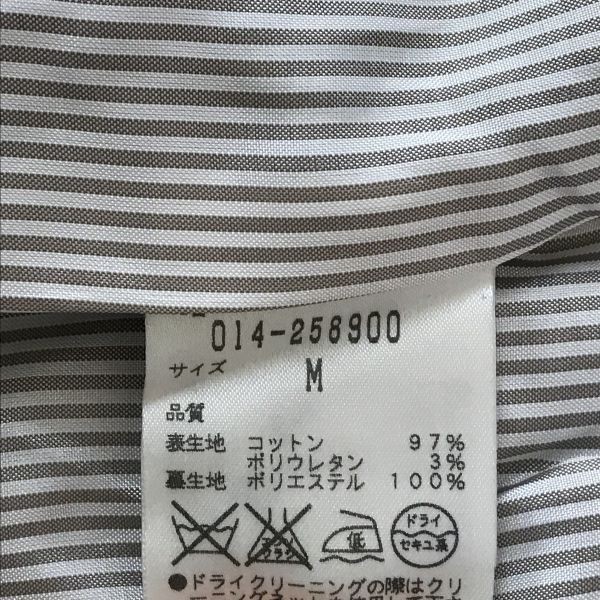 014-256900
サイズ
M
品質
表生地 コットン 97%
ポリウレタン 3%
裏生地 ポリエステル 100%
低 ドライ
セキユ系
●ドライクリーニングの際はクリ